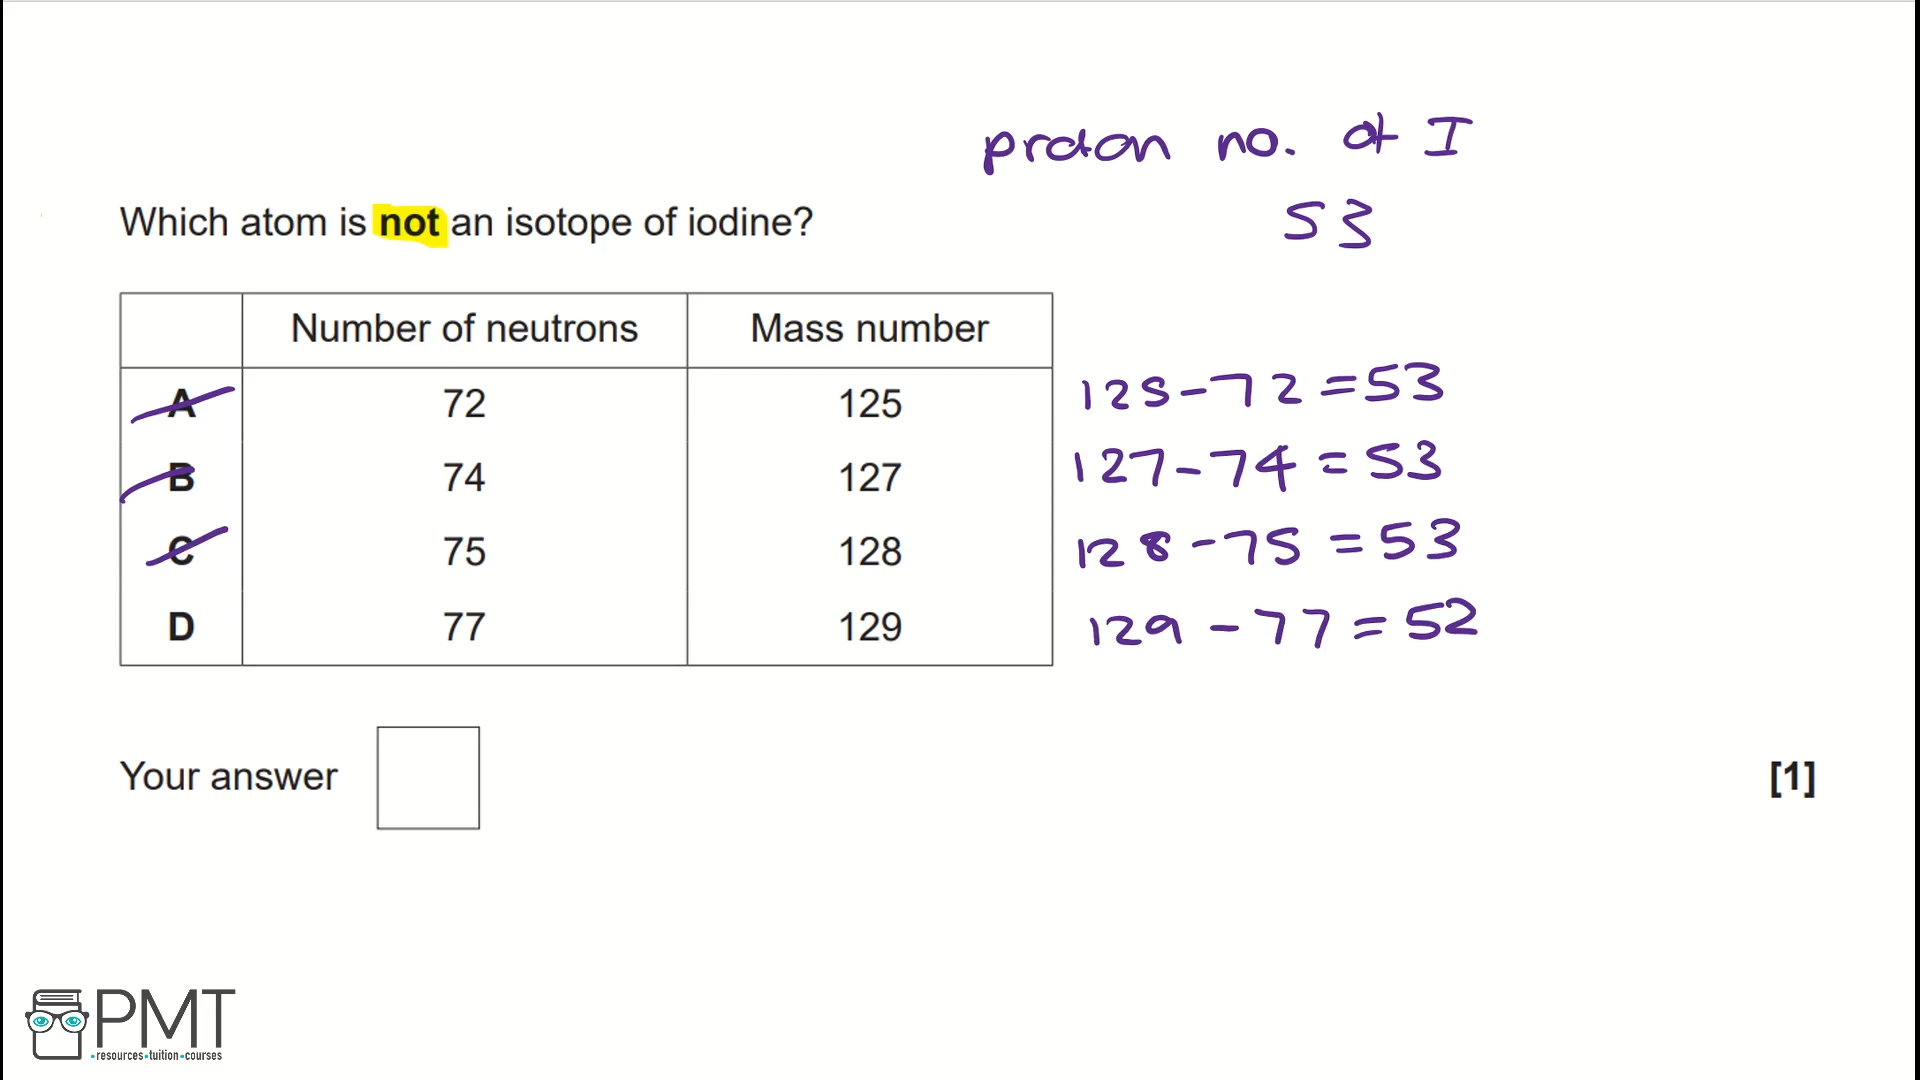 proton no. of I
53
Which atom is not an isotope of iodine?
Number of neutrons Mass number
A 72 125 125-72=53
B 74 127 127-74=53
C 75 128 128-75=53
D 77 129 129-77=52
Your answer [1]
PMT
•resources•tuition•courses